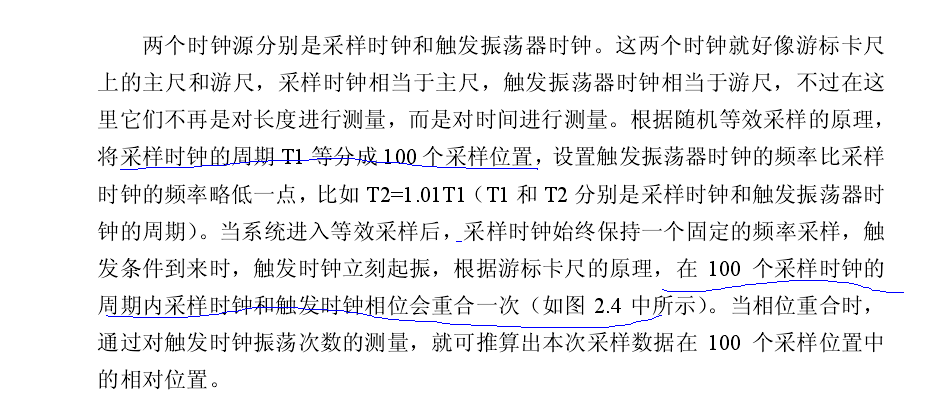 两个时钟源分别是采样时钟和触发振荡器时钟。这两个时钟就好像游标卡尺
上的主尺和游尺，采样时钟相当于主尺，触发振荡器时钟相当于游尺，不过在这
里它们不再是对长度进行测量，而是对时间进行测量。根据随机等效采样的原理，
将采样时钟的周期 T1 等分成 100 个采样位置，设置触发振荡器时钟的频率比采样
时钟的频率略低一点，比如 T2=1.01T1（T1 和 T2 分别是采样时钟和触发振荡器时
钟的周期）。当系统进入等效采样后，采样时钟始终保持一个固定的频率采样，触
发条件到来时，触发时钟立刻起振，根据游标卡尺的原理，在 100 个采样时钟的
周期内采样时钟和触发时钟相位会重合一次（如图 2.4 中所示）。当相位重合时，
通过对触发时钟振荡次数的测量，就可推算出本次采样数据在 100 个采样位置中
的相对位置。